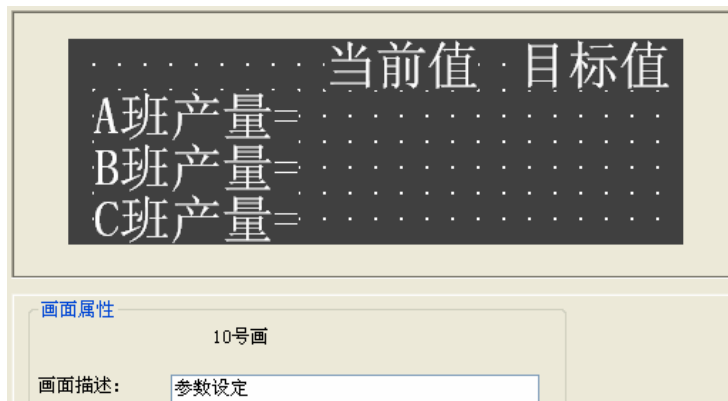 当前值 目标值
A班产量=
B班产量=
C班产量=
画面属性
10号画
画面描述: 参数设定